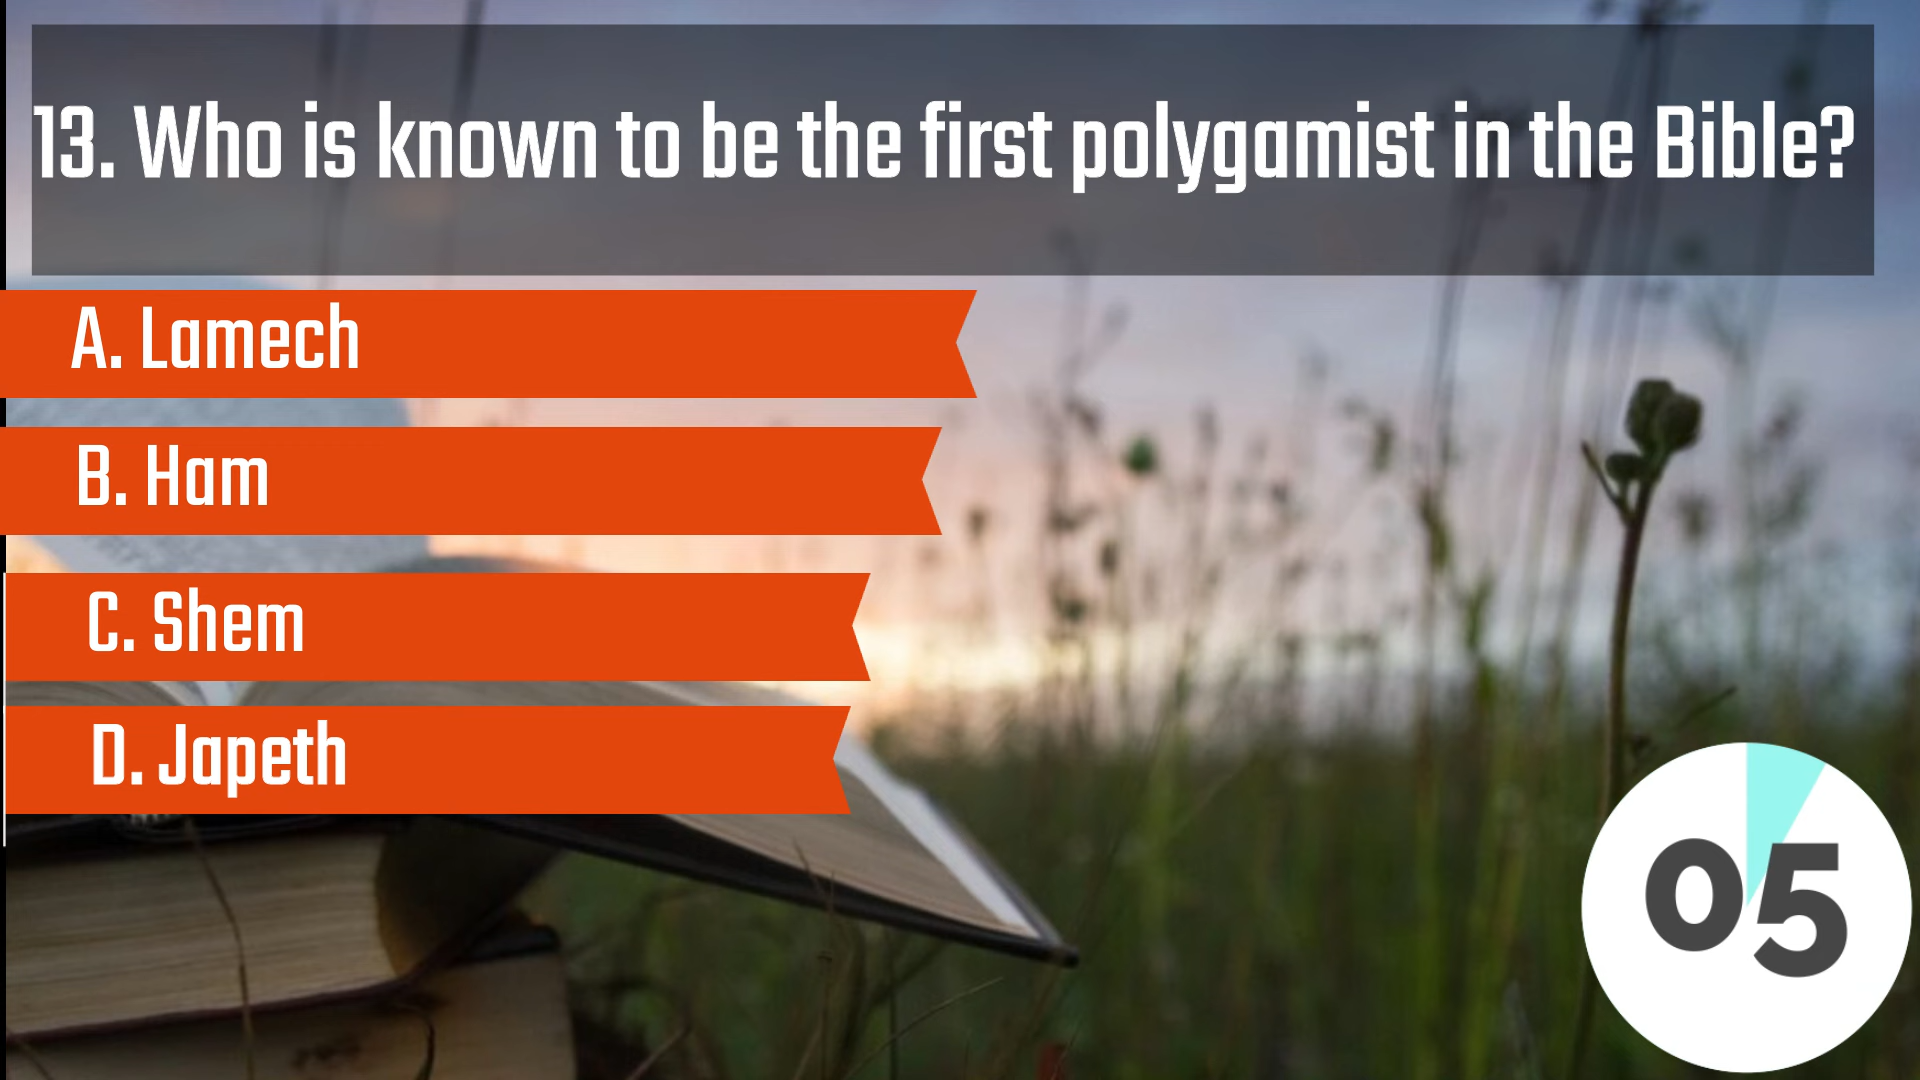 13. Who is known to be the first polygamist in the Bible?
A. Lamech
B. Ham
C. Shem
D. Japeth
05